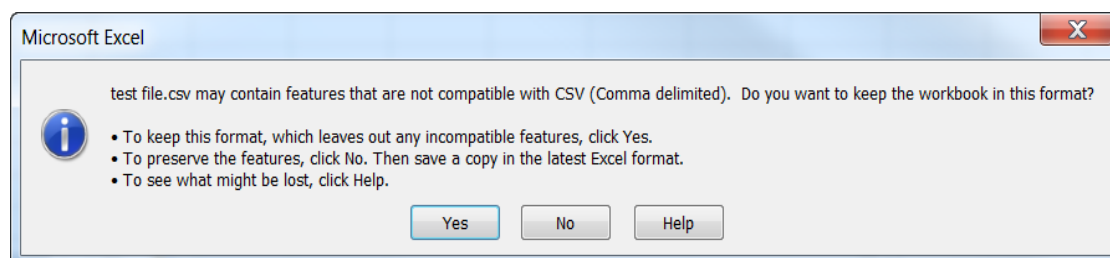 Microsoft Excel
test file.csv may contain features that are not compatible with CSV (Comma delimited).  Do you want to keep the workbook in this format?
• To keep this format, which leaves out any incompatible features, click Yes.
• To preserve the features, click No. Then save a copy in the latest Excel format.
• To see what might be lost, click Help.
Yes No Help